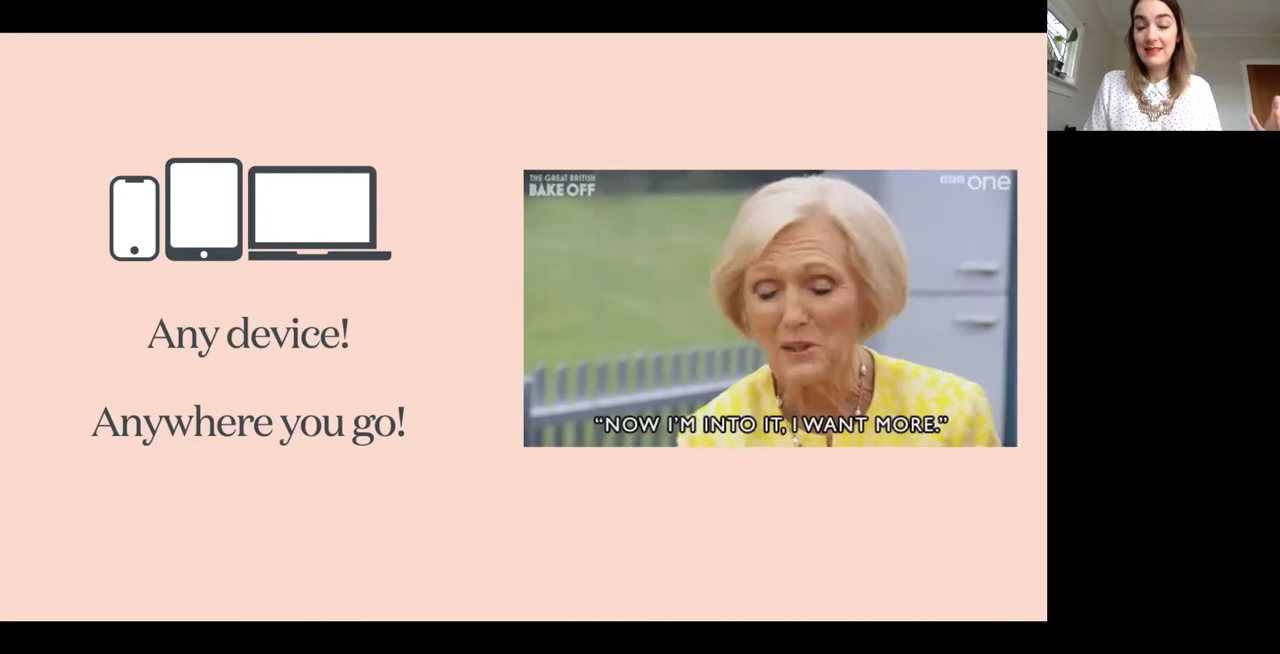 Any device!
Anywhere you go!
THE GREAT BRITISH
BAKE OFF
BBC one
“NOW I’M INTO IT, I WANT MORE.”